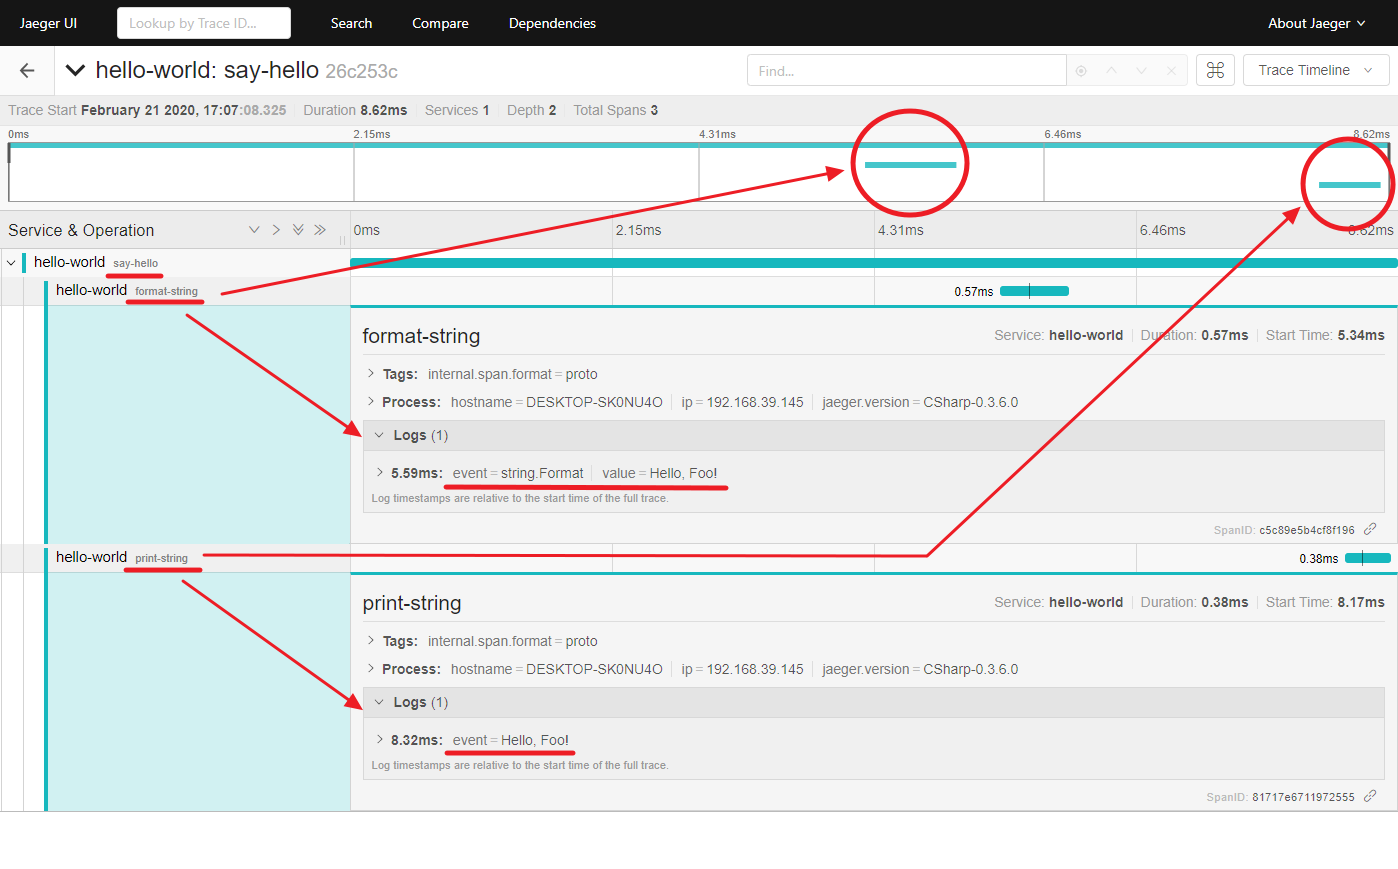 Jaeger UI Lookup by Trace ID... Search Compare Dependencies About Jaeger
hello-world: say-hello 26c253c Find... Trace Timeline
Trace Start February 21 2020, 17:07:08.325 Duration 8.62ms Services 1 Depth 2 Total Spans 3
0ms 2.15ms 4.31ms 6.46ms 8.62ms
Service & Operation 0ms 2.15ms 4.31ms 6.46ms 8.62ms
hello-world say-hello
hello-world format-string 0.57ms
format-string Service: hello-world Duration: 0.57ms Start Time: 5.34ms
Tags: internal.span.format = proto
Process: hostname = DESKTOP-SK0NU4O ip = 192.168.39.145 jaeger.version = CSharp-0.3.6.0
Logs (1)
5.59ms: event = string.Format value = Hello, Foo!
Log timestamps are relative to the start time of the full trace.
SpanID: c5c89e5b4cf8f196
hello-world print-string 0.38ms
print-string Service: hello-world Duration: 0.38ms Start Time: 8.17ms
Tags: internal.span.format = proto
Process: hostname = DESKTOP-SK0NU4O ip = 192.168.39.145 jaeger.version = CSharp-0.3.6.0
Logs (1)
8.32ms: event = Hello, Foo!
Log timestamps are relative to the start time of the full trace.
SpanID: 81717e6711972555